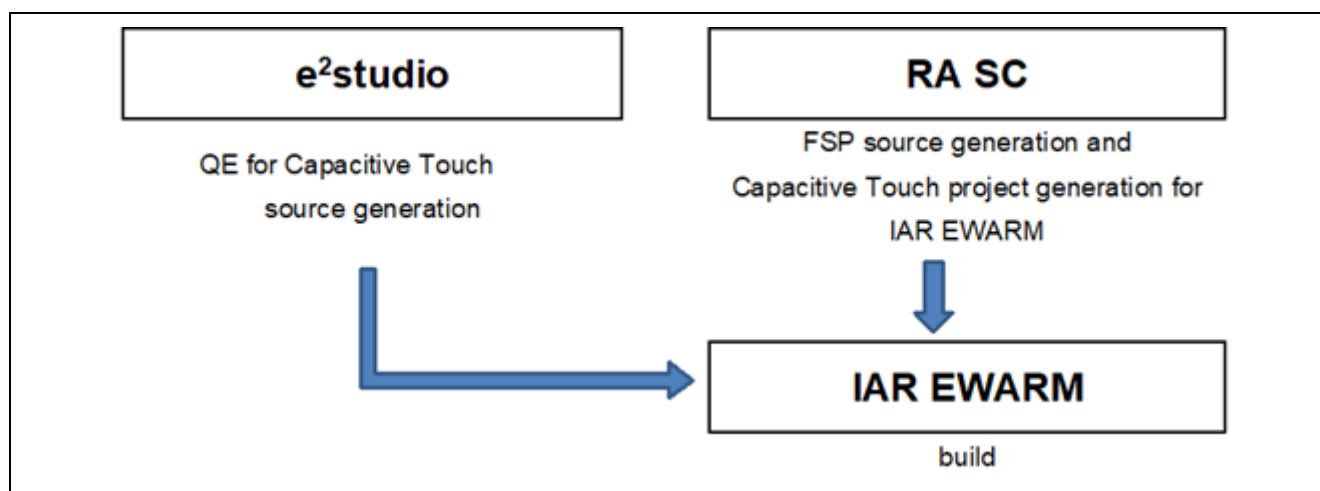 e²studio
QE for Capacitive Touch
source generation
RA SC
FSP source generation and
Capacitive Touch project generation for
IAR EWARM
IAR EWARM
build